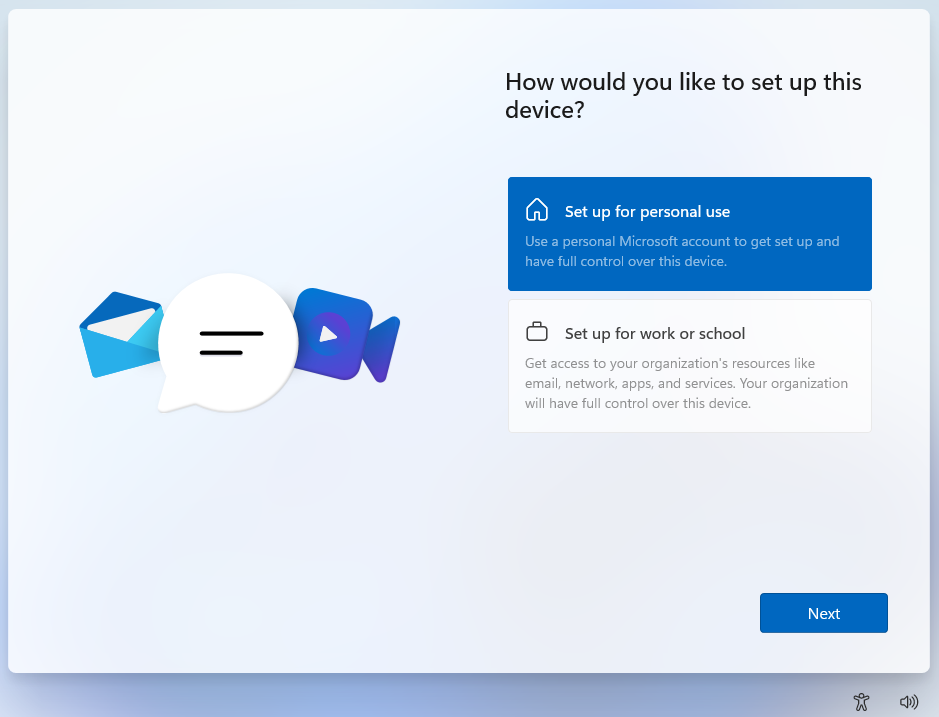 How would you like to set up this
device?
Set up for personal use
Use a personal Microsoft account to get set up and
have full control over this device.
Set up for work or school
Get access to your organization's resources like
email, network, apps, and services. Your organization
will have full control over this device.
Next